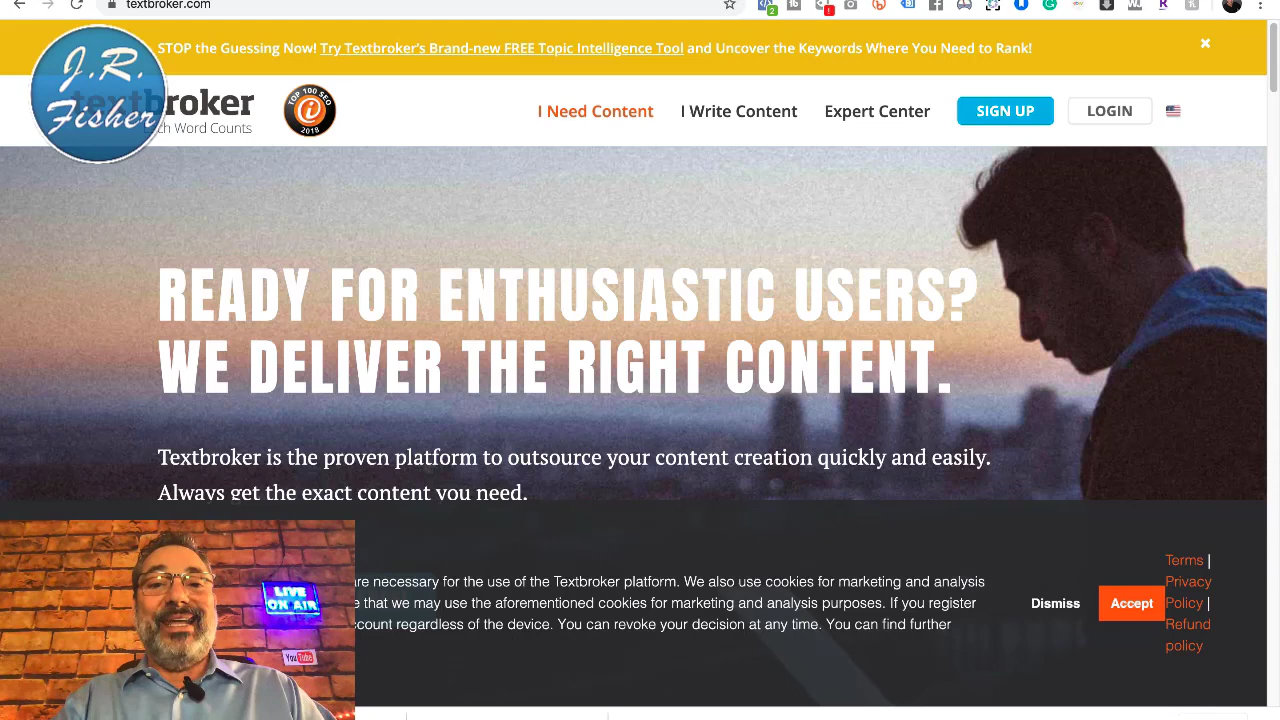 textbroker.com
2
!
STOP the Guessing Now! Try Textbroker's Brand-new FREE Topic Intelligence Tool and Uncover the Keywords Where You Need to Rank!
J.R.
Fisher
textbroker
Each Word Counts
TOP 100 SEO
2018
I Need Content
I Write Content
Expert Center
SIGN UP
LOGIN
READY FOR ENTHUSIASTIC USERS?
WE DELIVER THE RIGHT CONTENT.
Textbroker is the proven platform to outsource your content creation quickly and easily.
Always get the exact content you need.
are necessary for the use of the Textbroker platform. We also use cookies for marketing and analysis
e that we may use the aforementioned cookies for marketing and analysis purposes. If you register
count regardless of the device. You can revoke your decision at any time. You can find further
Dismiss
Accept
Terms |
Privacy
Policy |
Refund
policy
LIVE
ON AIR
YouTube